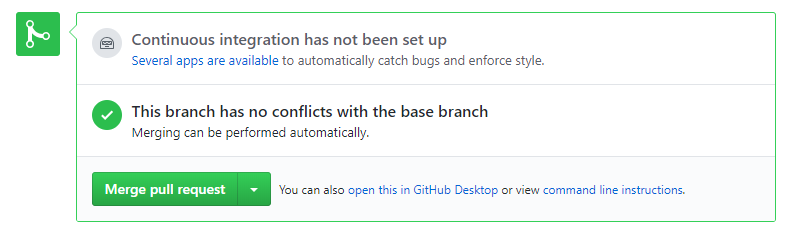 Continuous integration has not been set up
Several apps are available to automatically catch bugs and enforce style.
This branch has no conflicts with the base branch
Merging can be performed automatically.
Merge pull request
You can also open this in GitHub Desktop or view command line instructions.